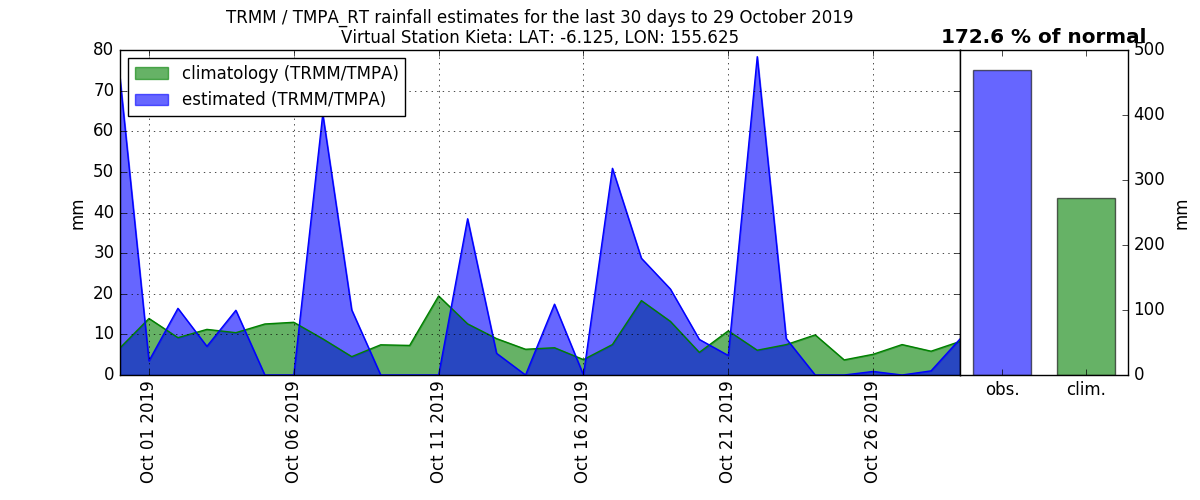 TRMM / TMPA_RT rainfall estimates for the last 30 days to 29 October 2019
Virtual Station Kieta: LAT: -6.125, LON: 155.625
172.6 % of normal
climatology (TRMM/TMPA)
estimated (TRMM/TMPA)
mm
80
70
60
50
40
30
20
10
0
Oct 01 2019
Oct 06 2019
Oct 11 2019
Oct 16 2019
Oct 21 2019
Oct 26 2019
obs.
clim.
500
400
300
200
100
0
mm